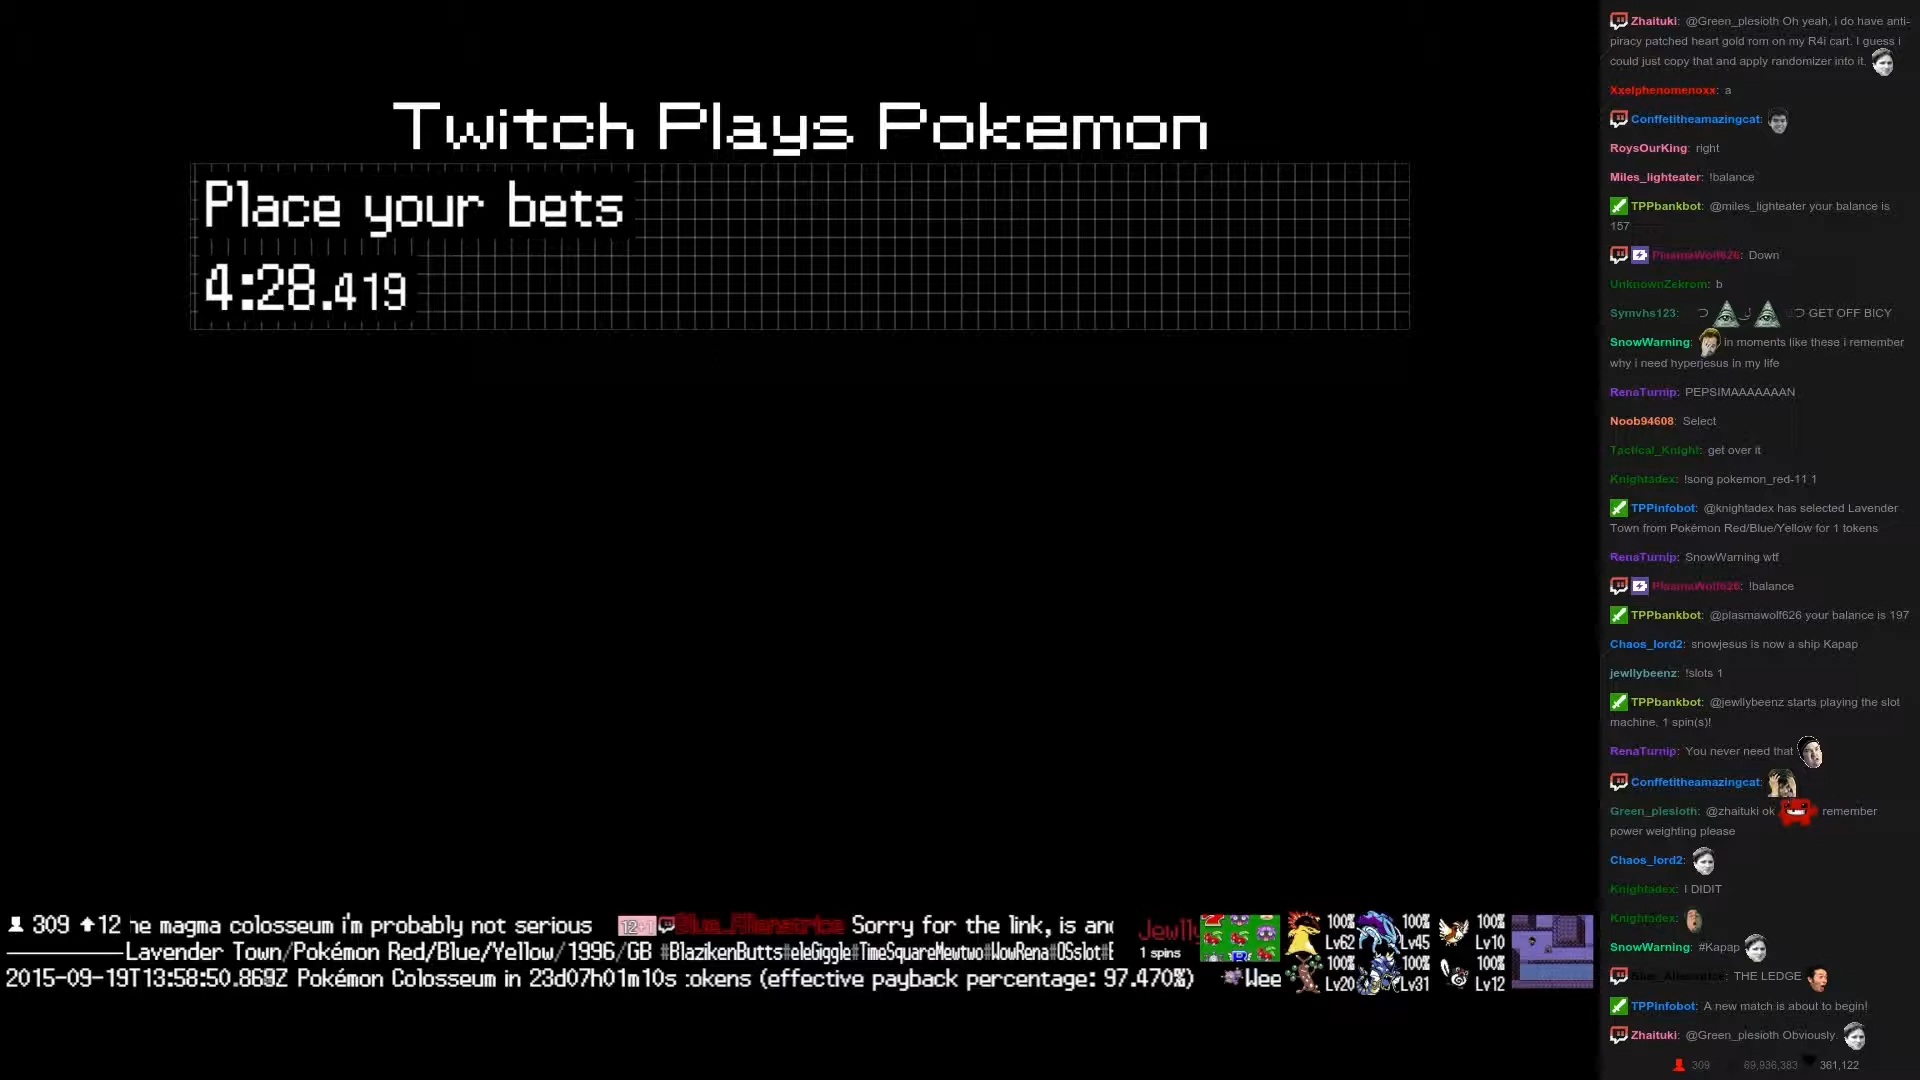 Twitch Plays Pokemon
Place your bets
4:28.419
309 12 he magma colosseum i'm probably not serious 12+1 Blue_Alienstrice Sorry for the link, is and
Lavender Town/Pokémon Red/Blue/Yellow/1996/GB #BlazikenButts#eleGiggle#TimeSquareMewtwo#WowRena#OSslot#E
2015-09-19T13:58:50.869Z Pokémon Colosseum in 23d07h01m10s tokens (effective payback percentage: 97.470%)
Jewlly
1 spins
Wee
100% 100% 100%
Lv62 Lv45 Lv10
100% 100% 100%
Lv20 Lv31 Lv12
Zhaituki: @Green_plesioth Oh yeah, i do have anti-
piracy patched heart gold rom on my R4i cart. I guess i
could just copy that and apply randomizer into it.
Xxelphenomenoxx: a
Conffetitheamazingcat:
RoysOurKing: right
Miles_lighteater: !balance
TPPbankbot: @miles_lighteater your balance is
157
PlasmaWolf626: Down
UnknownZekrom: b
Symvhs123: GET OFF BICY
SnowWarning: in moments like these i remember
why i need hyperjesus in my life
RenaTurnip: PEPSIMAAAAAAAN
Noob94608: Select
Tactical_Knight: get over it
Knightadex: !song pokemon_red-11 1
TPPinfobot: @knightadex has selected Lavender
Town from Pokémon Red/Blue/Yellow for 1 tokens
RenaTurnip: SnowWarning wtf
PlasmaWolf626: !balance
TPPbankbot: @plasmawolf626 your balance is 197
Chaos_lord2: snowjesus is now a ship Kapap
jewllybeenz: !slots 1
TPPbankbot: @jewllybeenz starts playing the slot
machine, 1 spin(s)!
RenaTurnip: You never need that
Conffetitheamazingcat:
Green_plesioth: @zhaituki ok remember
power weighting please
Chaos_lord2:
Knightadex: I DIDIT
Knightadex:
SnowWarning: #Kapap
THE LEDGE
TPPinfobot: A new match is about to begin!
Zhaituki: @Green_plesioth Obviously.
309 69,936,383 361,122